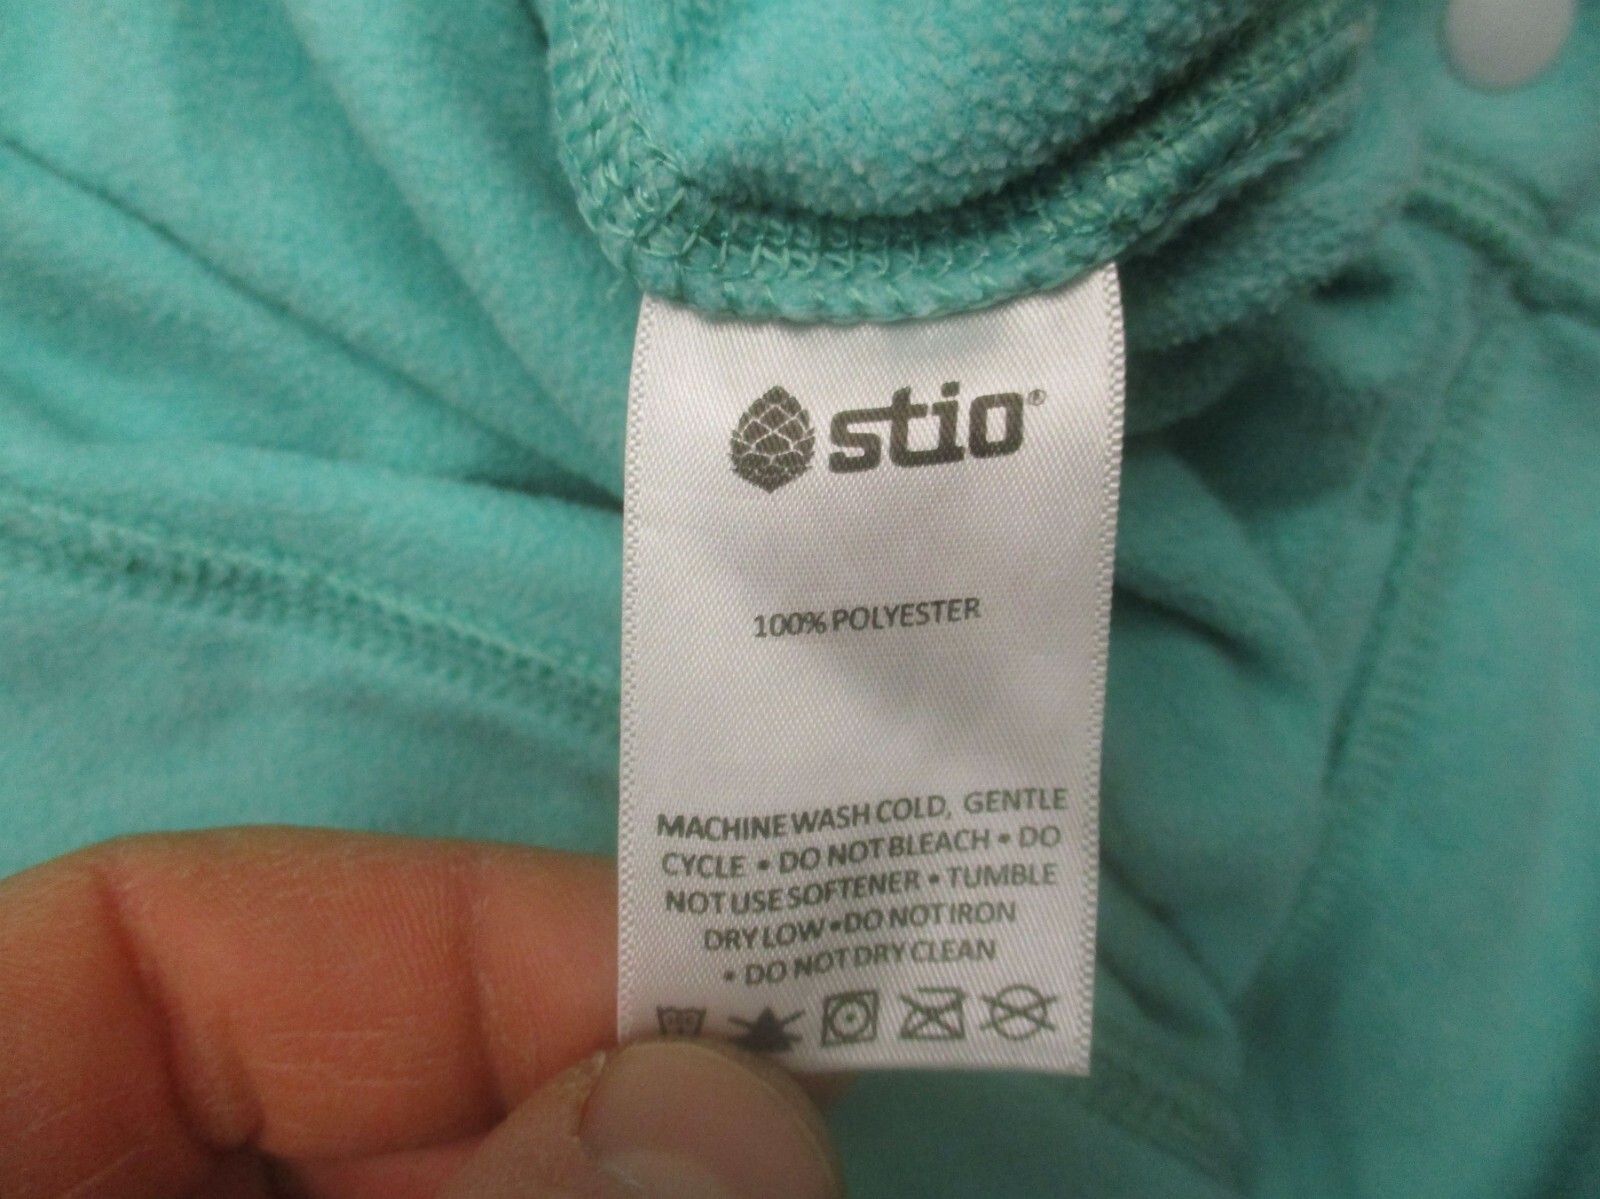 stio®
100% POLYESTER
MACHINE WASH COLD, GENTLE
CYCLE • DO NOT BLEACH • DO
NOT USE SOFTENER • TUMBLE
DRY LOW • DO NOT IRON
• DO NOT DRY CLEAN